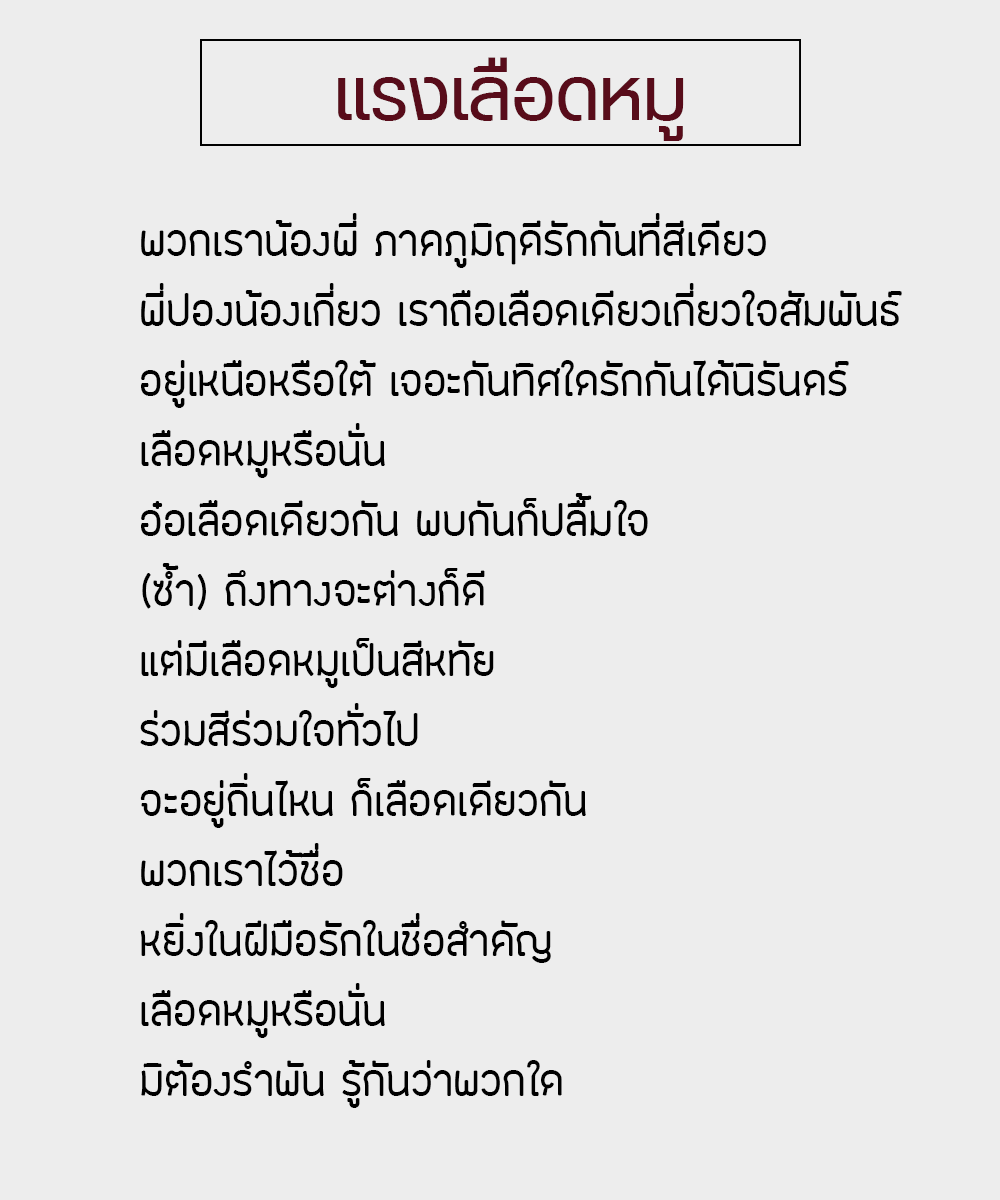 แรงเลือดหมู
พวกเราน้องพี่ ภาคภูมิฤดีรักกันที่สีเดียว
พี่ปองน้องเกี่ยว เราถือเลือดเดียวเกี่ยวใจสัมพันธ์
อยู่เหนือหรือใต้ เจอะกันทิศใดรักกันได้นิรันดร์
เลือดหมูหรือนั่น
อ๋อเลือดเดียวกัน พบกันก็ปลื้มใจ
(ซ้ำ) ถึงทางจะต่างก็ดี
แต่มีเลือดหมูเป็นสีหทัย
ร่วมสีร่วมใจทั่วไป
จะอยู่ถิ่นไหน ก็เลือดเดียวกัน
พวกเราไว้ชื่อ
หยิ่งในฝีมือรักในชื่อสำคัญ
เลือดหมูหรือนั่น
มิต้องรำพัน รู้กันว่าพวกใด